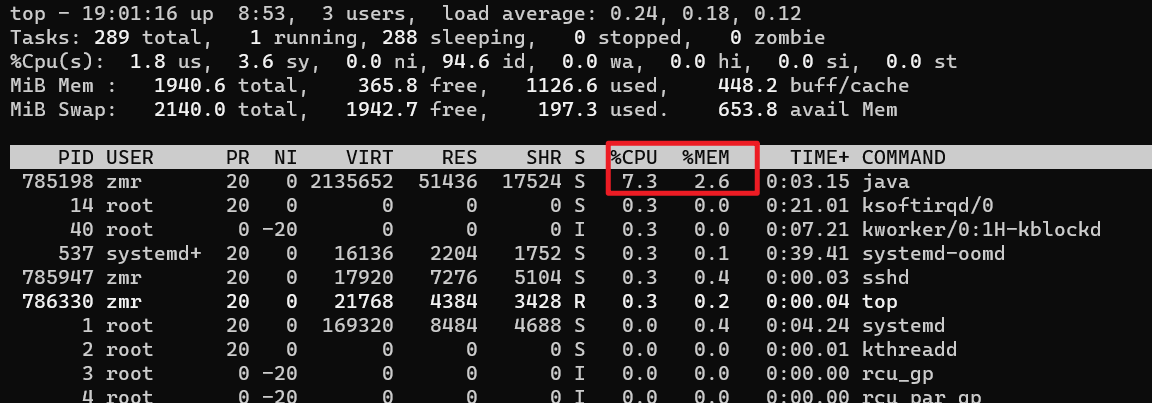 top - 19:01:16 up  8:53,  3 users,  load average: 0.24, 0.18, 0.12
Tasks: 289 total,   1 running, 288 sleeping,   0 stopped,   0 zombie
%Cpu(s):  1.8 us,  3.6 sy,  0.0 ni, 94.6 id,  0.0 wa,  0.0 hi,  0.0 si,  0.0 st
MiB Mem :   1940.6 total,    365.8 free,   1126.6 used,    448.2 buff/cache
MiB Swap:   2140.0 total,   1942.7 free,    197.3 used.    653.8 avail Mem
PID USER      PR  NI    VIRT    RES    SHR S  %CPU  %MEM     TIME+ COMMAND
785198 zmr       20   0 2135652  51436  17524 S   7.3   2.6   0:03.15 java
14 root      20   0       0      0      0 S   0.3   0.0   0:21.01 ksoftirqd/0
40 root       0 -20       0      0      0 I   0.3   0.0   0:07.21 kworker/0:1H-kblockd
537 systemd+  20   0   16136   2204   1752 S   0.3   0.1   0:39.41 systemd-oomd
785947 zmr       20   0   17920   7276   5104 S   0.3   0.4   0:00.03 sshd
786330 zmr       20   0   21768   4384   3428 R   0.3   0.2   0:00.04 top
1 root      20   0  169320   8484   4688 S   0.0   0.4   0:04.24 systemd
2 root      20   0       0      0      0 S   0.0   0.0   0:00.01 kthreadd
3 root       0 -20       0      0      0 I   0.0   0.0   0:00.00 rcu_gp
4 root       0 -20       0      0      0 I   0.0   0.0   0:00.00 rcu_par_gp